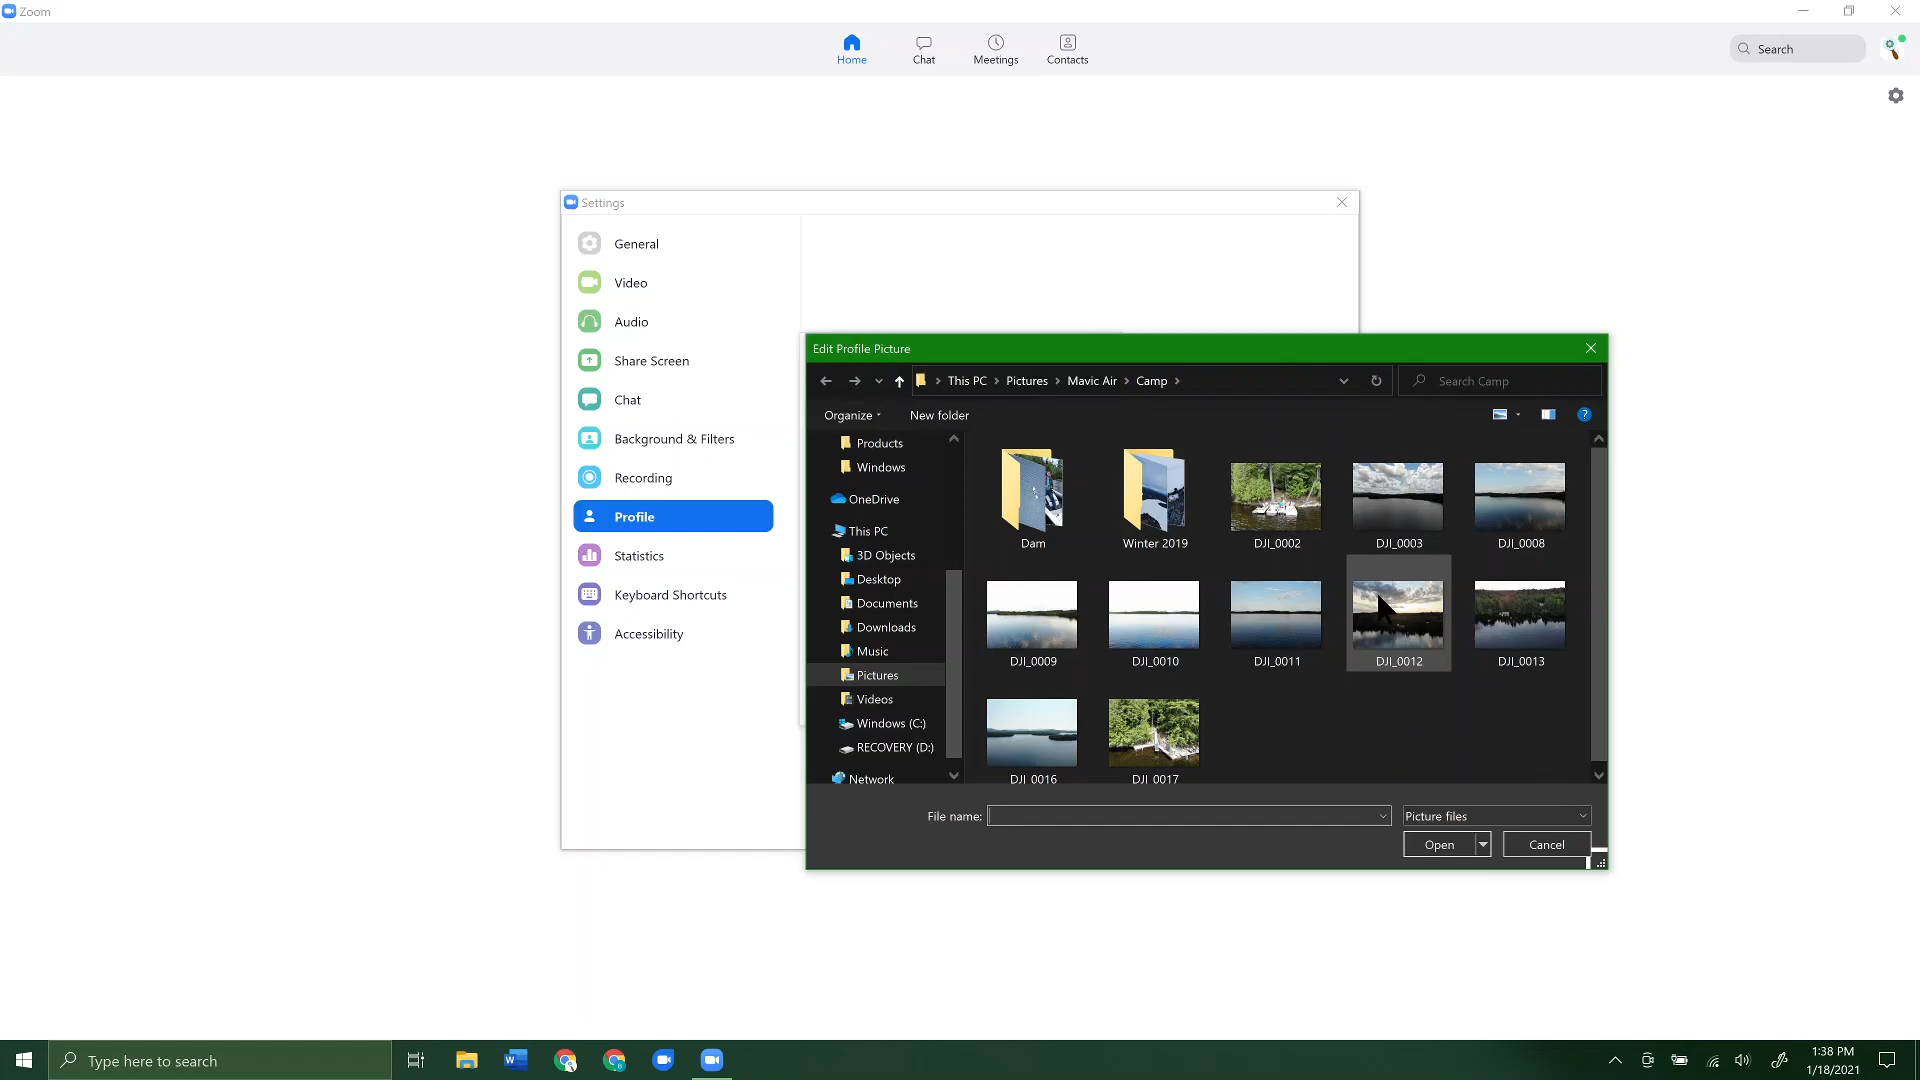 Zoom
Home
Chat
Meetings
Contacts
Search
Settings
General
Video
Audio
Share Screen
Chat
Background & Filters
Recording
Profile
Statistics
Keyboard Shortcuts
Accessibility
Edit Profile Picture
This PC > Pictures > Mavic Air > Camp >
Search Camp
Organize
New folder
Products
Windows
OneDrive
This PC
3D Objects
Desktop
Documents
Downloads
Music
Pictures
Videos
Windows (C:)
RECOVERY (D:)
Network
Dam
Winter 2019
DJI_0002
DJI_0003
DJI_0008
DJI_0009
DJI_0010
DJI_0011
DJI_0012
DJI_0013
DJI_0016
DJI_0017
File name:
Picture files
Open
Cancel
Type here to search
1:38 PM
1/18/2021